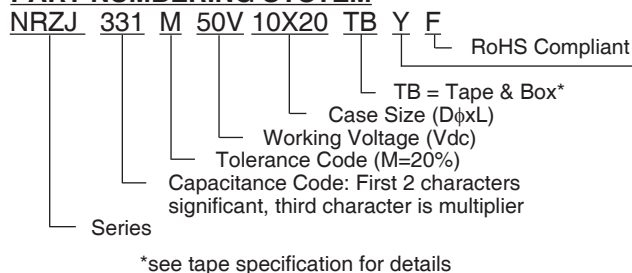 PART NUMBERING SYSTEM
NRZJ 331 M 50V 10X20 TB Y F
RoHS Compliant
TB = Tape & Box*
Case Size (DϕxL)
Working Voltage (Vdc)
Tolerance Code (M=20%)
Capacitance Code: First 2 characters
significant, third character is multiplier
Series
*see tape specification for details